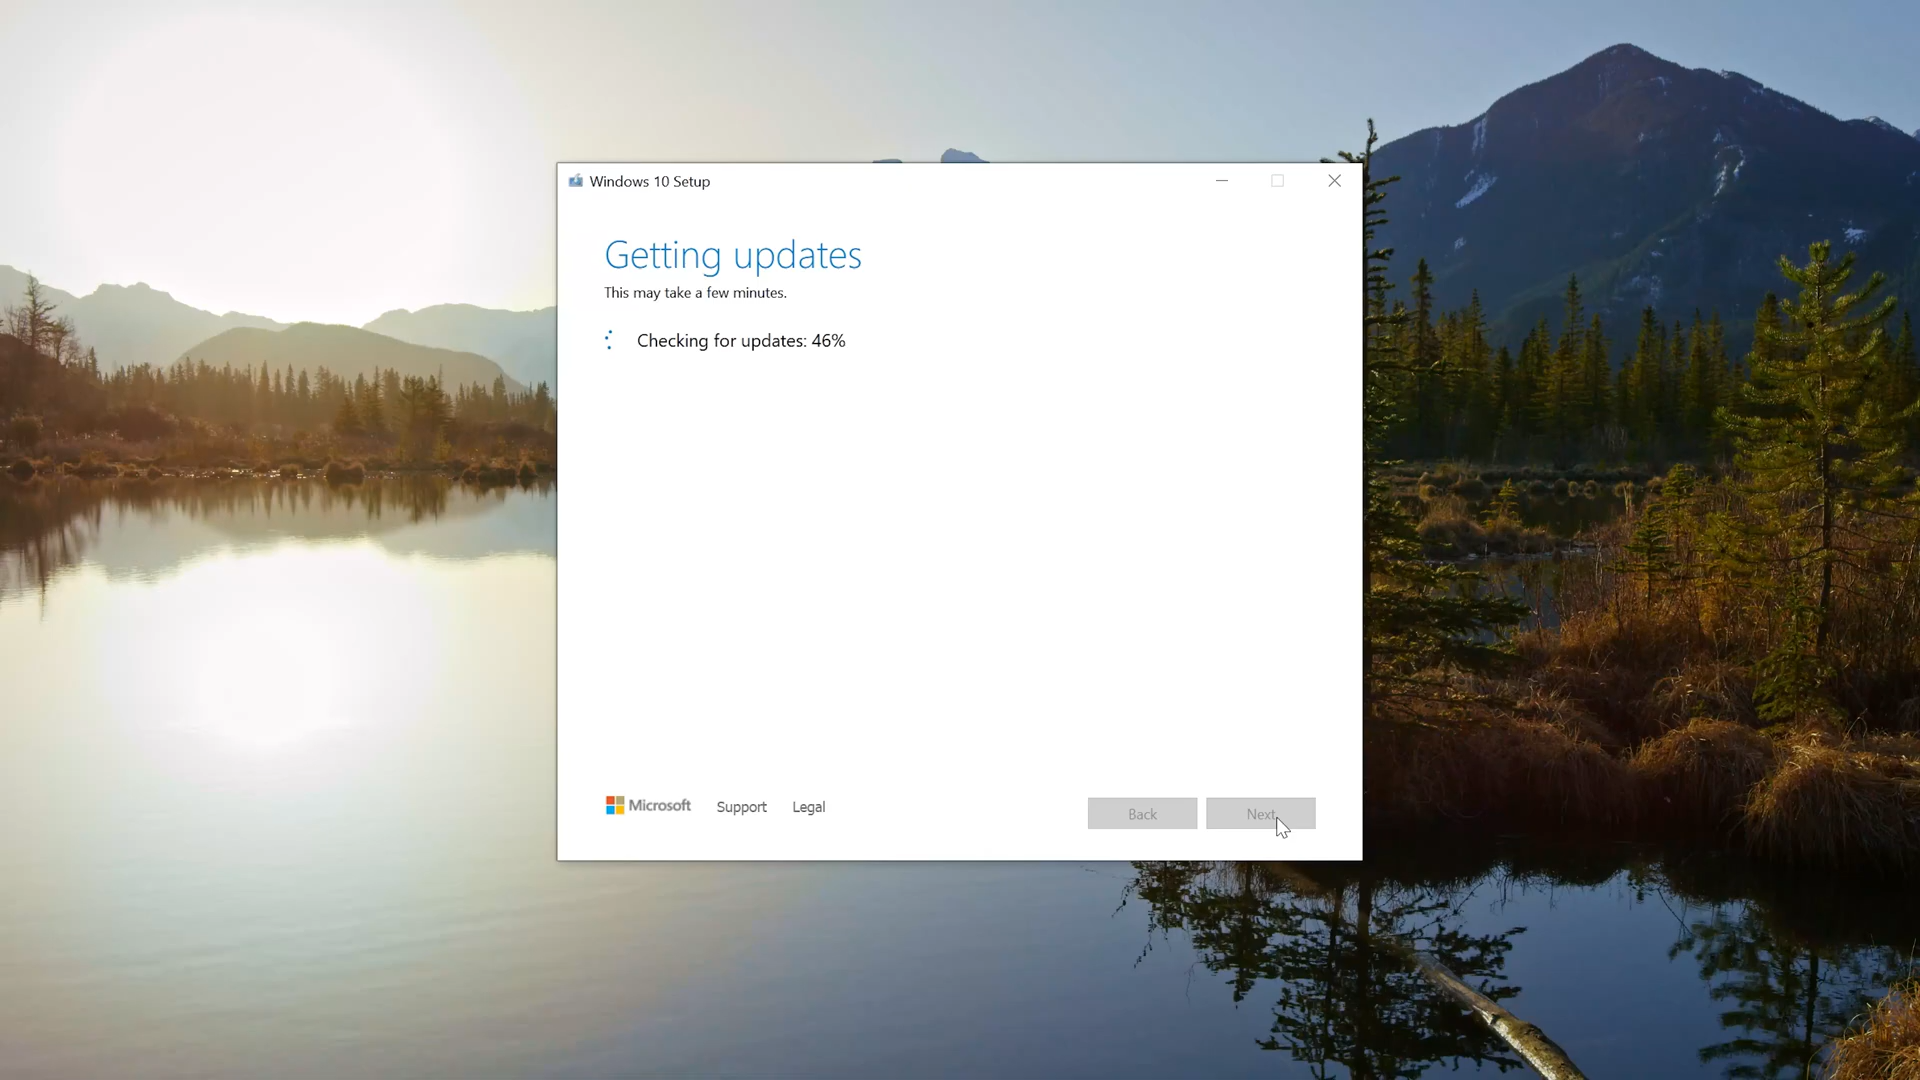 Windows 10 Setup
Getting updates
This may take a few minutes.
Checking for updates: 46%
Microsoft
Support
Legal
Back
Next